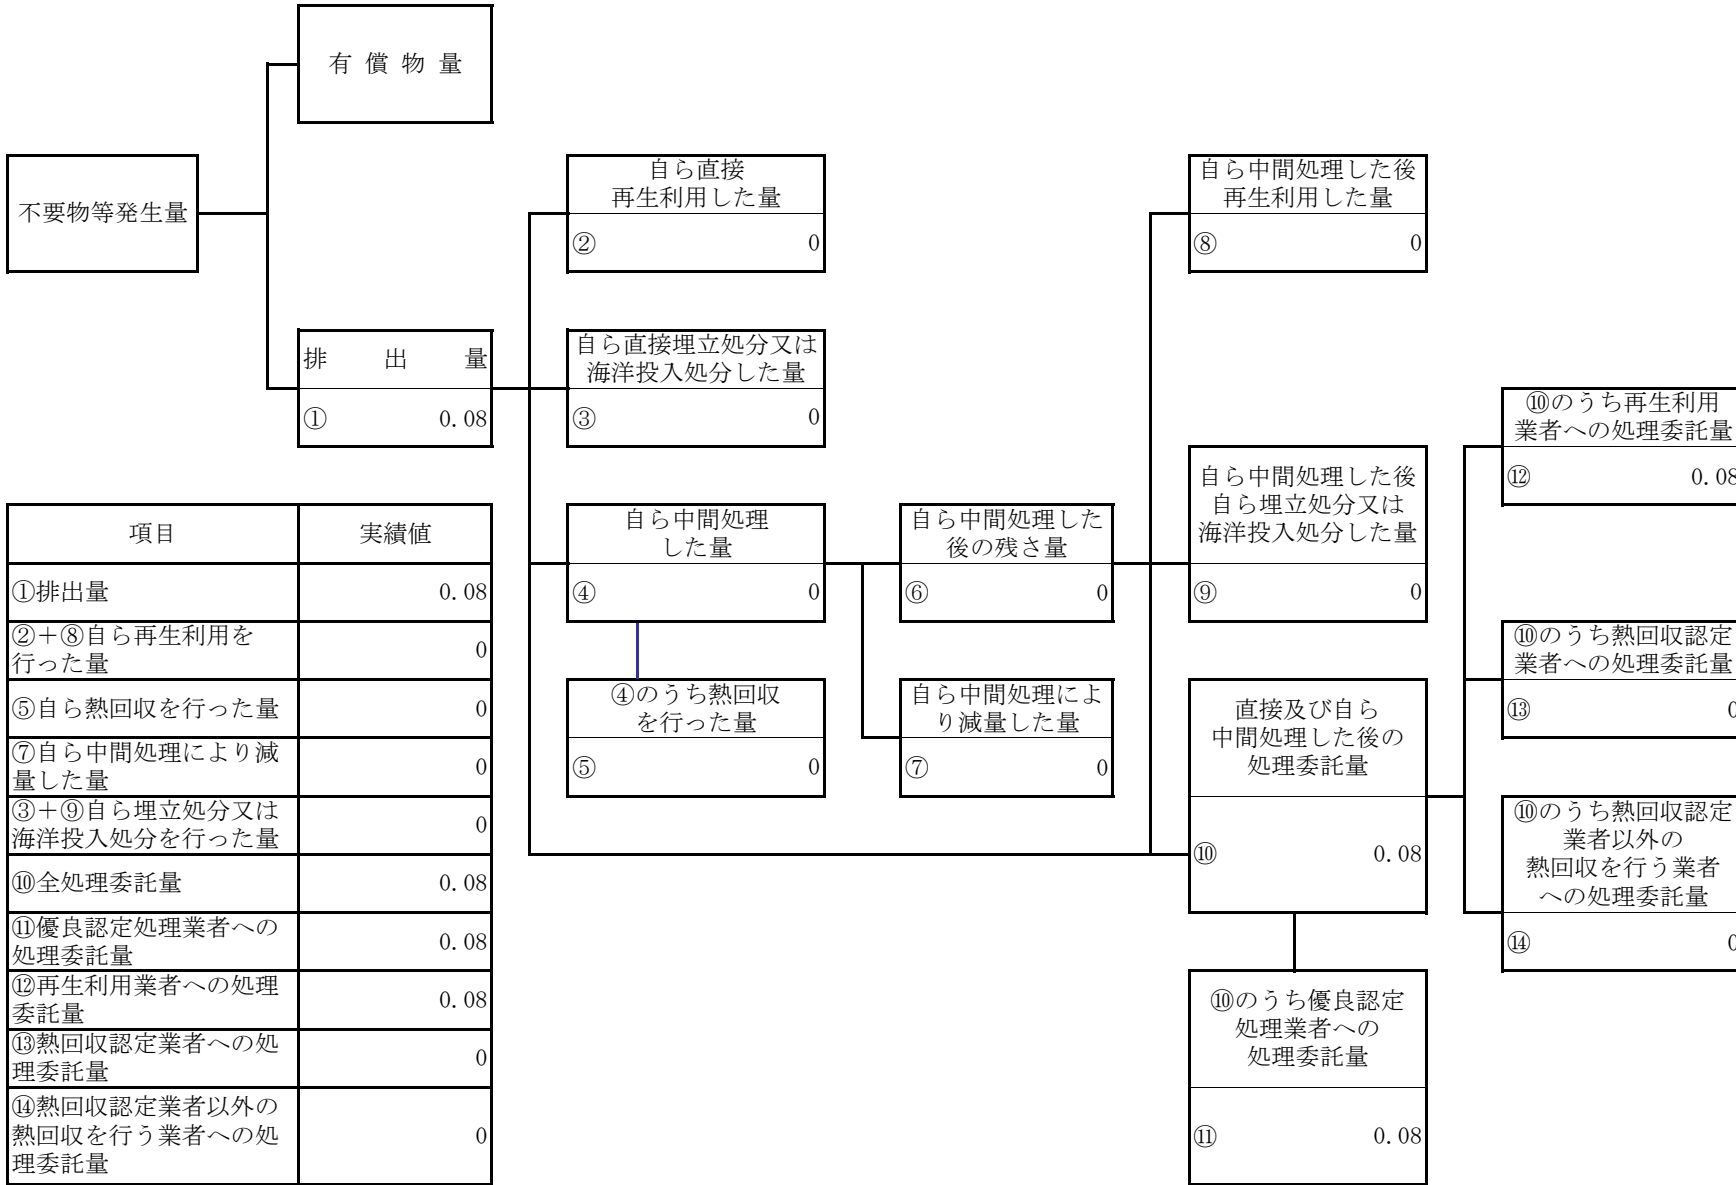 有償物量
不要物等発生量
自ら直接
再生利用した量
② 0
自ら中間処理した後
再生利用した量
⑧ 0
排出量
① 0.08
自ら直接埋立処分又は
海洋投入処分した量
③ 0
⑩のうち再生利用
業者への処理委託量
⑫ 0.08
自ら中間処理した後
自ら埋立処分又は
海洋投入処分した量
⑨ 0
自ら中間処理
した量
④ 0
自ら中間処理した
後の残さ量
⑥ 0
⑩のうち熱回収認定
業者への処理委託量
⑬ 0
④のうち熱回収
を行った量
⑤ 0
自ら中間処理によ
り減量した量
⑦ 0
直接及び自ら
中間処理した後の
処理委託量
⑩ 0.08
⑩のうち熱回収認定
業者以外の
熱回収を行う業者
への処理委託量
⑭ 0
⑩のうち優良認定
処理業者への
処理委託量
⑪ 0.08
項目 実績値
①排出量 0.08
②＋⑧自ら再生利用を
行った量 0
⑤自ら熱回収を行った量 0
⑦自ら中間処理により減
量した量 0
③＋⑨自ら埋立処分又は
海洋投入処分を行った量 0
⑩全処理委託量 0.08
⑪優良認定処理業者への
処理委託量 0.08
⑫再生利用業者への処理
委託量 0.08
⑬熱回収認定業者への処
理委託量 0
⑭熱回収認定業者以外の
熱回収を行う業者への処
理委託量 0